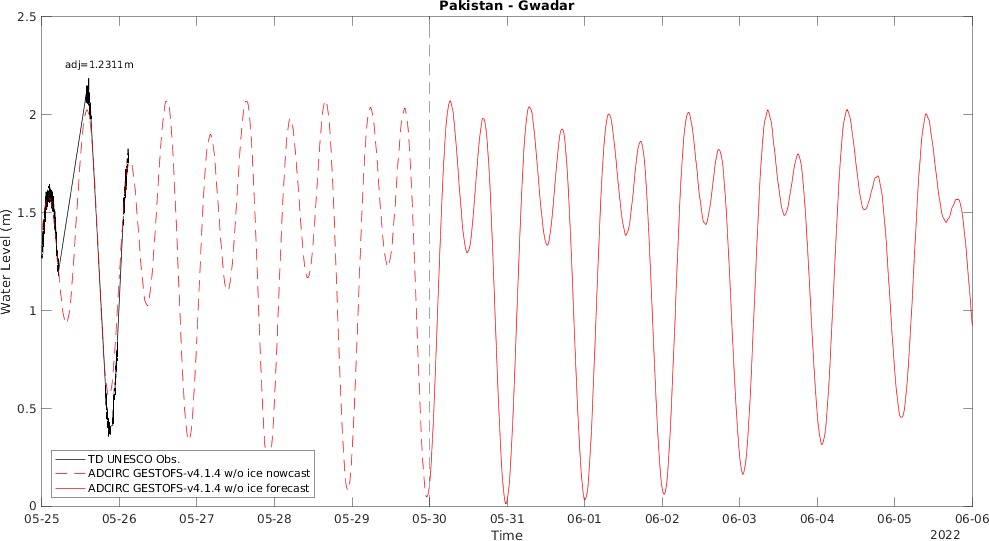 Pakistan - Gwadar
adj=1.2311m
2.5
2
1.5
1
0.5
0
Water Level (m)
TD UNESCO Obs.
ADCIRC GESTOFS-v4.1.4 w/o ice nowcast
ADCIRC GESTOFS-v4.1.4 w/o ice forecast
05-25 05-26 05-27 05-28 05-29 05-30 05-31 06-01 06-02 06-03 06-04 06-05 06-06
Time
2022